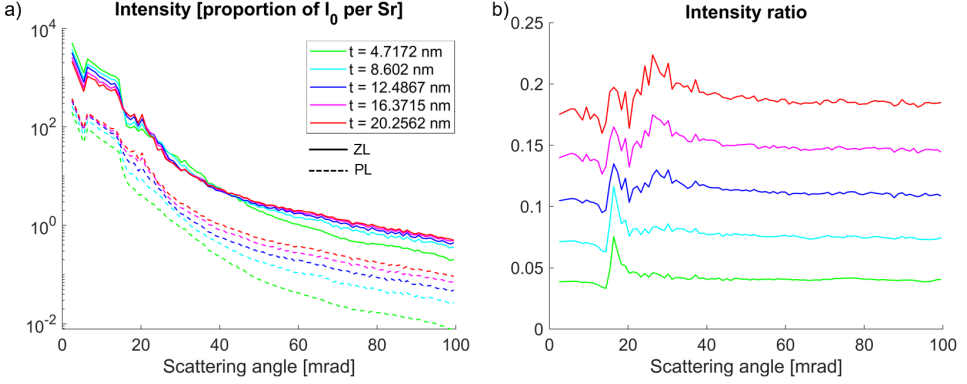 a)
Intensity [proportion of I0 per Sr]
10^4
10^2
10^0
10^-2
t = 4.7172 nm
t = 8.602 nm
t = 12.4867 nm
t = 16.3715 nm
t = 20.2562 nm
ZL
PL
0 20 40 60 80 100
Scattering angle [mrad]
b)
Intensity ratio
0.25
0.2
0.15
0.1
0.05
0
0 20 40 60 80 100
Scattering angle [mrad]